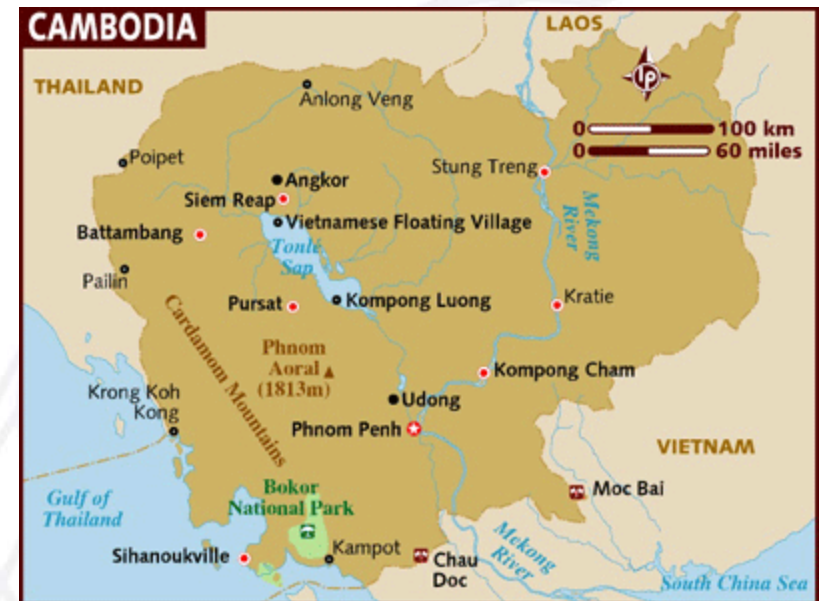 CAMBODIA
LAOS
THAILAND
lp
Anlong Veng
0 100 km
0 60 miles
Poipet
Stung Treng
Angkor
Siem Reap
Mekong
River
Vietnamese Floating Village
Battambang
Tonlé
Sap
Pailin
Kompong Luong
Pursat
Kratie
Cardamom Mountains
Phnom
Aoral
(1813m)
Kompong Cham
Krong Koh
Kong
Udong
Phnom Penh
VIETNAM
Moc Bai
Bokor
National Park
Gulf of
Thailand
Mekong
River
Sihanoukville
Kampot
Chau
Doc
South China Sea